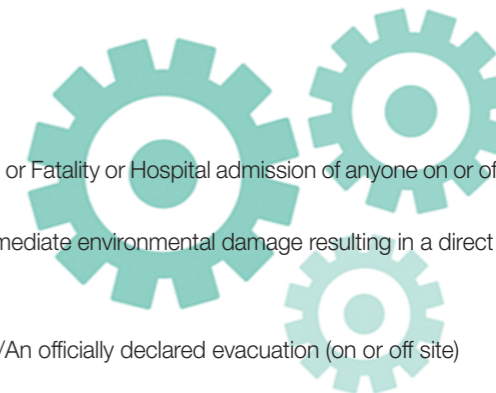 or Fatality or Hospital admission of anyone on or of
mediate environmental damage resulting in a direct
/An officially declared evacuation (on or off site)